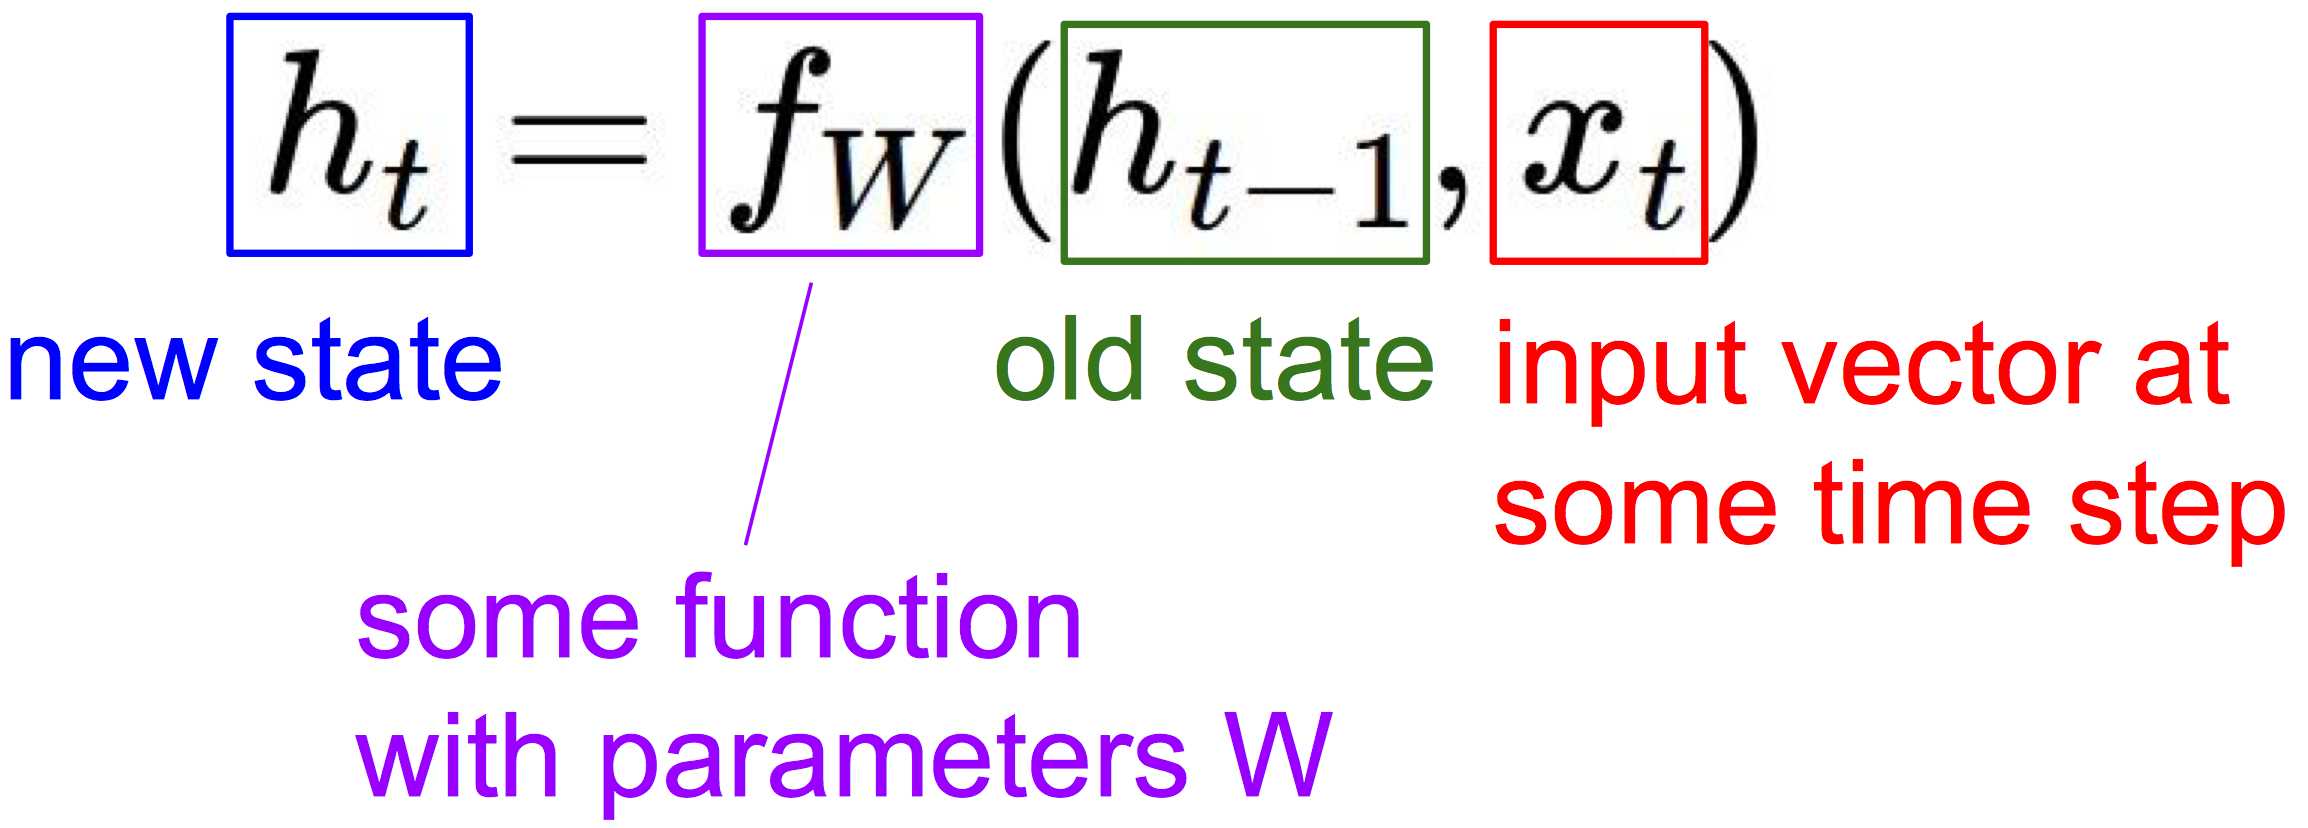 h_t = f_W(h_{t-1}, x_t)
new state
old state
input vector at
some time step
some function
with parameters W